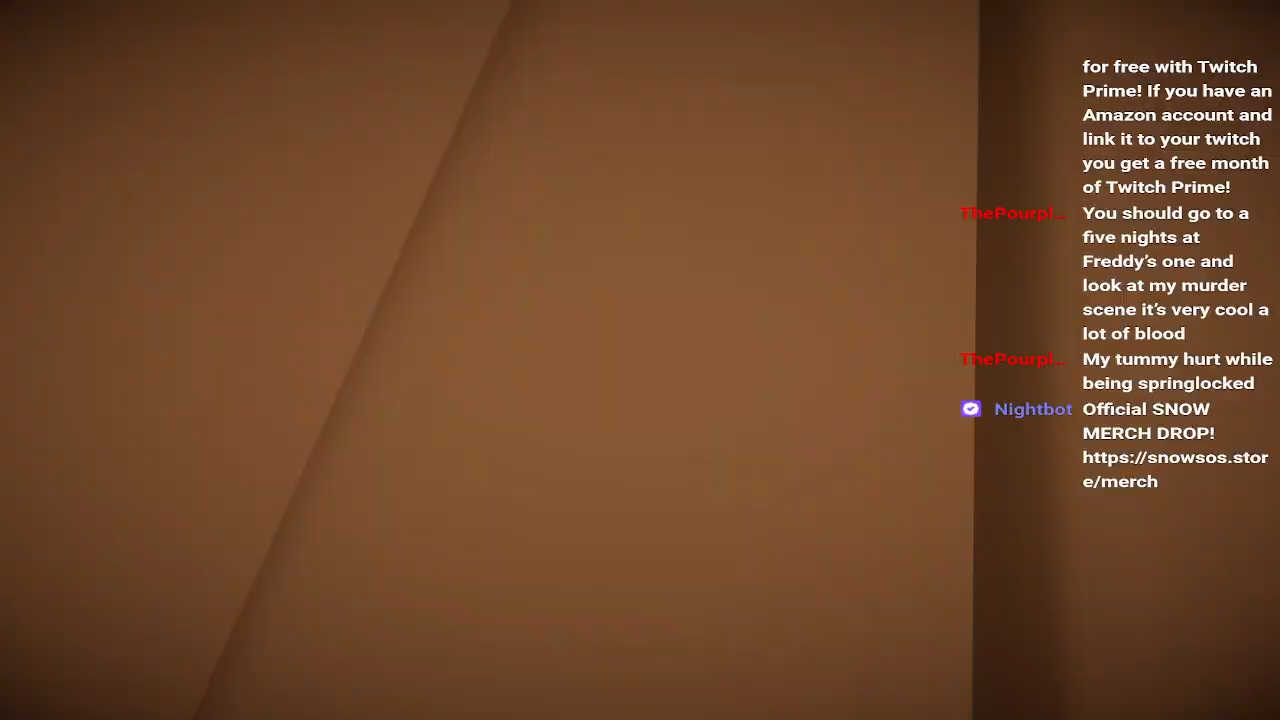 for free with Twitch
Prime! If you have an
Amazon account and
link it to your twitch
you get a free month
of Twitch Prime!
ThePourpl... You should go to a
five nights at
Freddy's one and
look at my murder
scene it's very cool a
lot of blood
ThePourpl... My tummy hurt while
being springlocked
Nightbot Official SNOW
MERCH DROP!
https://snowsos.stor
e/merch